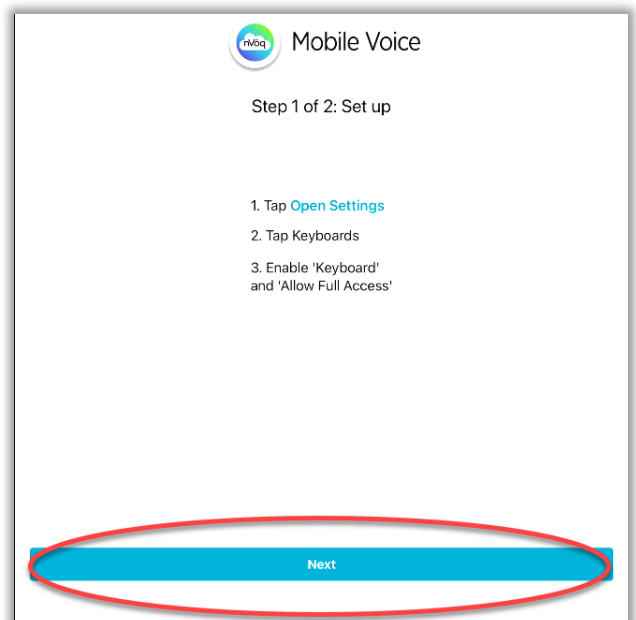 nVoq
Mobile Voice
Step 1 of 2: Set up
1. Tap Open Settings
2. Tap Keyboards
3. Enable 'Keyboard'
and 'Allow Full Access'
Next